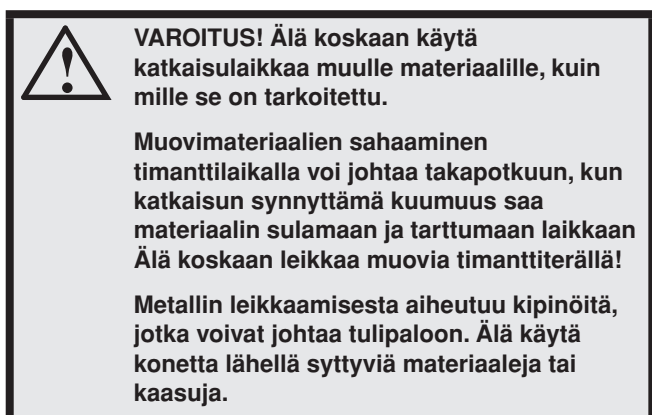 VAROITUS! Älä koskaan käytä
katkaisulaikkaa muulle materiaalille, kuin
mille se on tarkoitettu.
Muovimateriaalien sahaaminen
timanttilaikalla voi johtaa takapotkuun, kun
katkaisun synnyttämä kuumuus saa
materiaalin sulamaan ja tarttumaan laikkaan
Älä koskaan leikkaa muovia timanttiterällä!
Metallin leikkaamisesta aiheutuu kipinöitä,
jotka voivat johtaa tulipaloon. Älä käytä
konetta lähellä syttyviä materiaaleja tai
kaasuja.